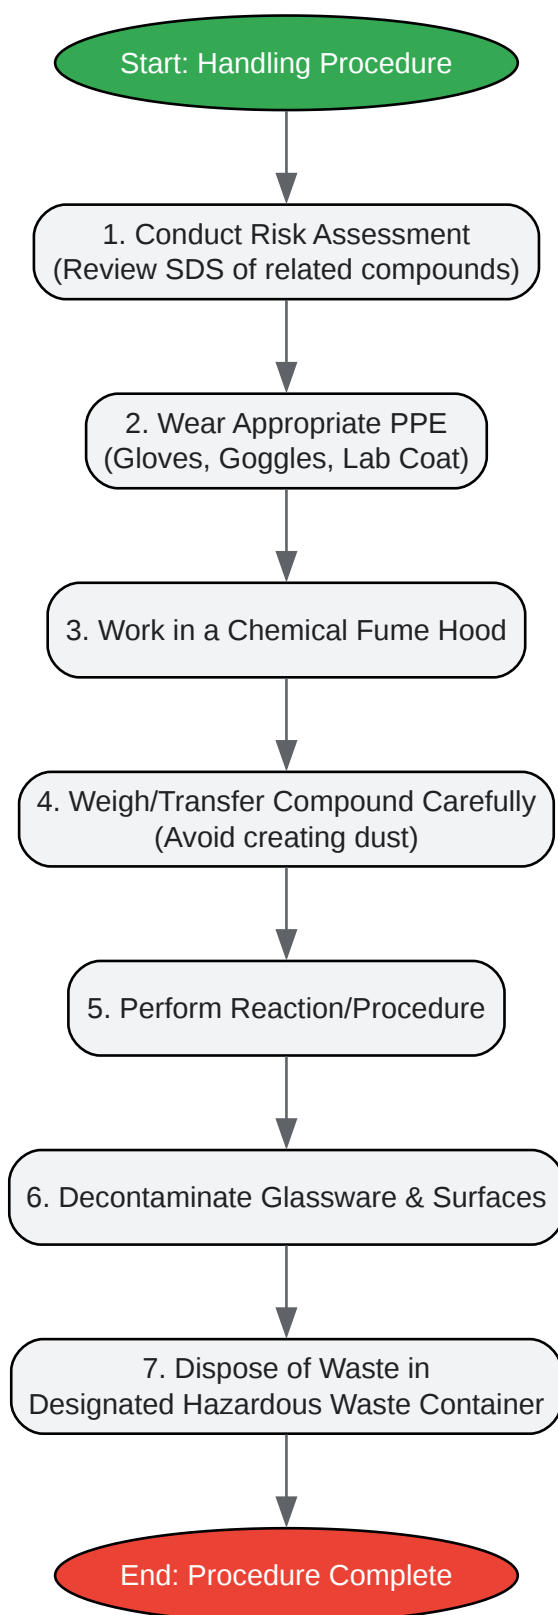 Start: Handling Procedure
1. Conduct Risk Assessment
(Review SDS of related compounds)
2. Wear Appropriate PPE
(Gloves, Goggles, Lab Coat)
3. Work in a Chemical Fume Hood
4. Weigh/Transfer Compound Carefully
(Avoid creating dust)
5. Perform Reaction/Procedure
6. Decontaminate Glassware & Surfaces
7. Dispose of Waste in
Designated Hazardous Waste Container
End: Procedure Complete